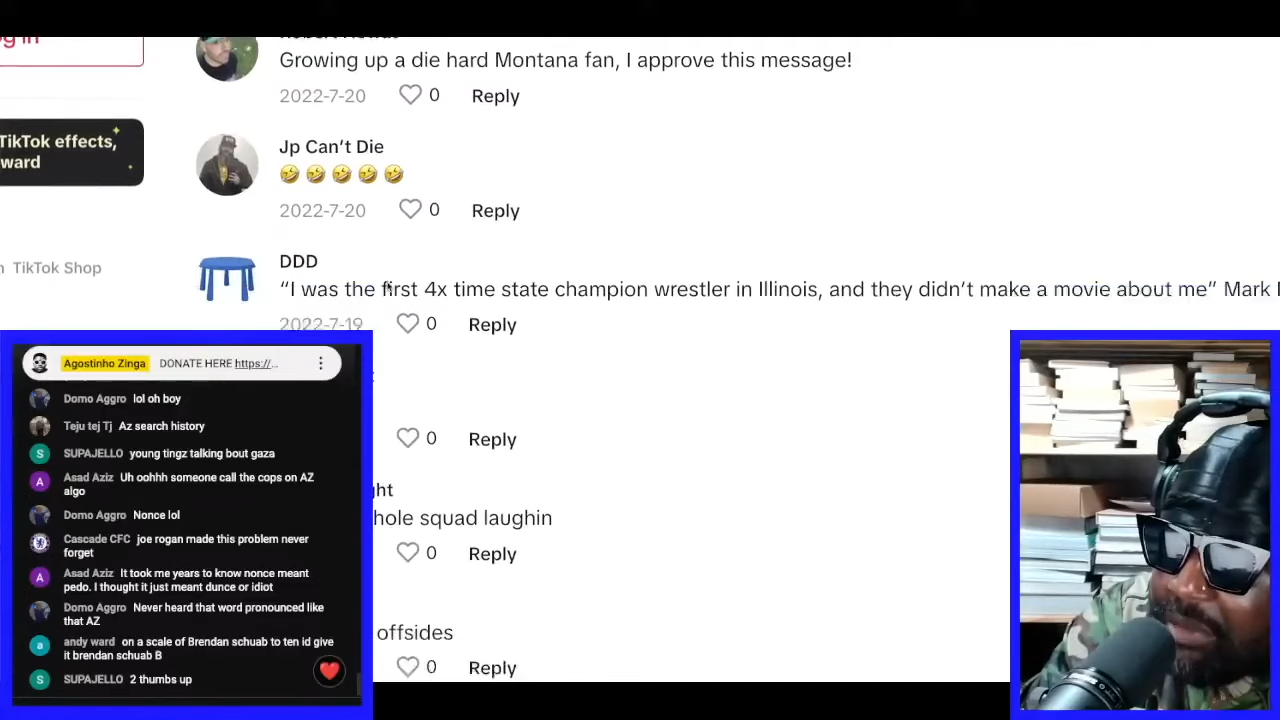 og in
Growing up a die hard Montana fan, I approve this message!
2022-7-20 0 Reply
TikTok effects,
ward
Jp Can't Die
🤣🤣🤣🤣🤣
2022-7-20 0 Reply
TikTok Shop
DDD
“I was the first 4x time state champion wrestler in Illinois, and they didn't make a movie about me” Mark
2022-7-19 0 Reply
0 Reply
ght
hole squad laughin
0 Reply
offsides
0 Reply
Agostinho Zinga DONATE HERE https://...
Domo Aggro lol oh boy
Teju tej Tj Az search history
S SUPAJELLO young tingz talking bout gaza
A Asad Aziz Uh oohhh someone call the cops on AZ
algo
Domo Aggro Nonce lol
Cascade CFC joe rogan made this problem never
forget
A Asad Aziz It took me years to know nonce meant
pedo. I thought it just meant dunce or idiot
Domo Aggro Never heard that word pronounced like
that AZ
a andy ward on a scale of Brendan schuab to ten id give
it brendan schuab B
S SUPAJELLO 2 thumbs up